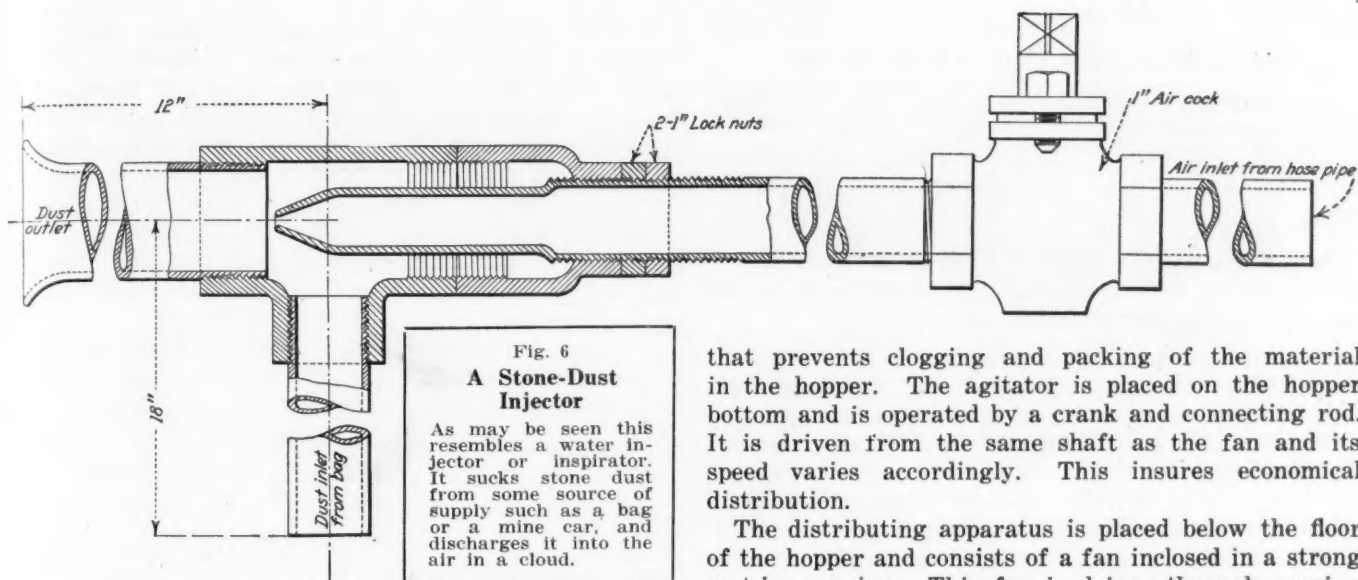 12"
2-1" Lock nuts
1" Air cock
Air inlet from hose pipe
Dust
outlet
18"
Dust inlet
from bag
Fig. 6
A Stone-Dust
Injector
As may be seen this
resembles a water in-
jector or inspirator.
It sucks stone dust
from some source of
supply such as a bag
or a mine car, and
discharges it into the
air in a cloud.
that prevents clogging and packing of the material
in the hopper. The agitator is placed on the hopper
bottom and is operated by a crank and connecting rod.
It is driven from the same shaft as the fan and its
speed varies accordingly. This insures economical
distribution.
The distributing apparatus is placed below the floor
of the hopper and consists of a fan inclosed in a strong